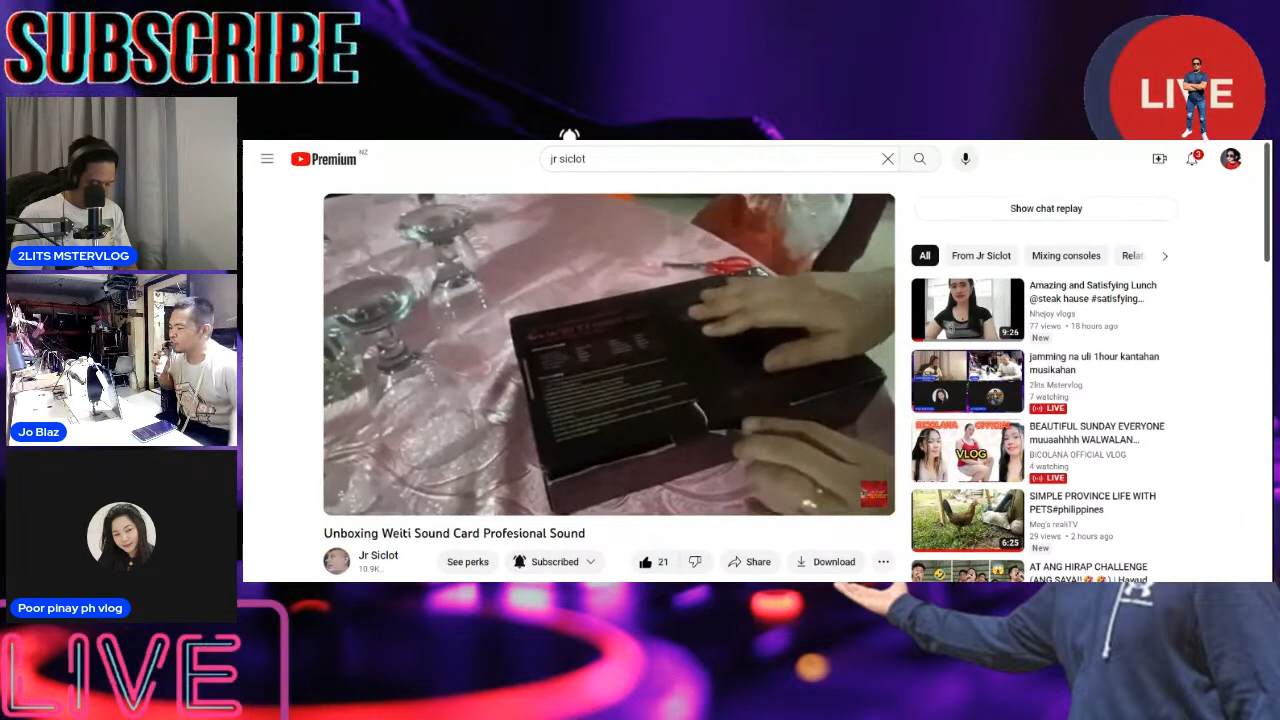 SUBSCRIBE
LIVE
2LITS MSTERVLOG
Jo Blaz
Poor pinay ph vlog
LIVE
Premium NZ
jr siclot
3
Unboxing Weiti Sound Card Profesional Sound
Jr Siclot
10.9K..
See perks
Subscribed
21
Share
Download
Show chat replay
All
From Jr Siclot
Mixing consoles
Relat
9:26
Amazing and Satisfying Lunch
@steak hause #satisfying...
Nhejoy vlogs
77 views • 18 hours ago
New
jamming na uli 1hour kantahan
musikahan
2lits Mstervlog
7 watching
LIVE
BICOLANA OFFICIAL
VLOG
BEAUTIFUL SUNDAY EVERYONE
muuaahhhh WALWALAN...
BICOLANA OFFICIAL VLOG
4 watching
LIVE
6:25
SIMPLE PROVINCE LIFE WITH
PETS#philippines
Meg's realiTV
29 views • 2 hours ago
New
AT ANG HIRAP CHALLENGE